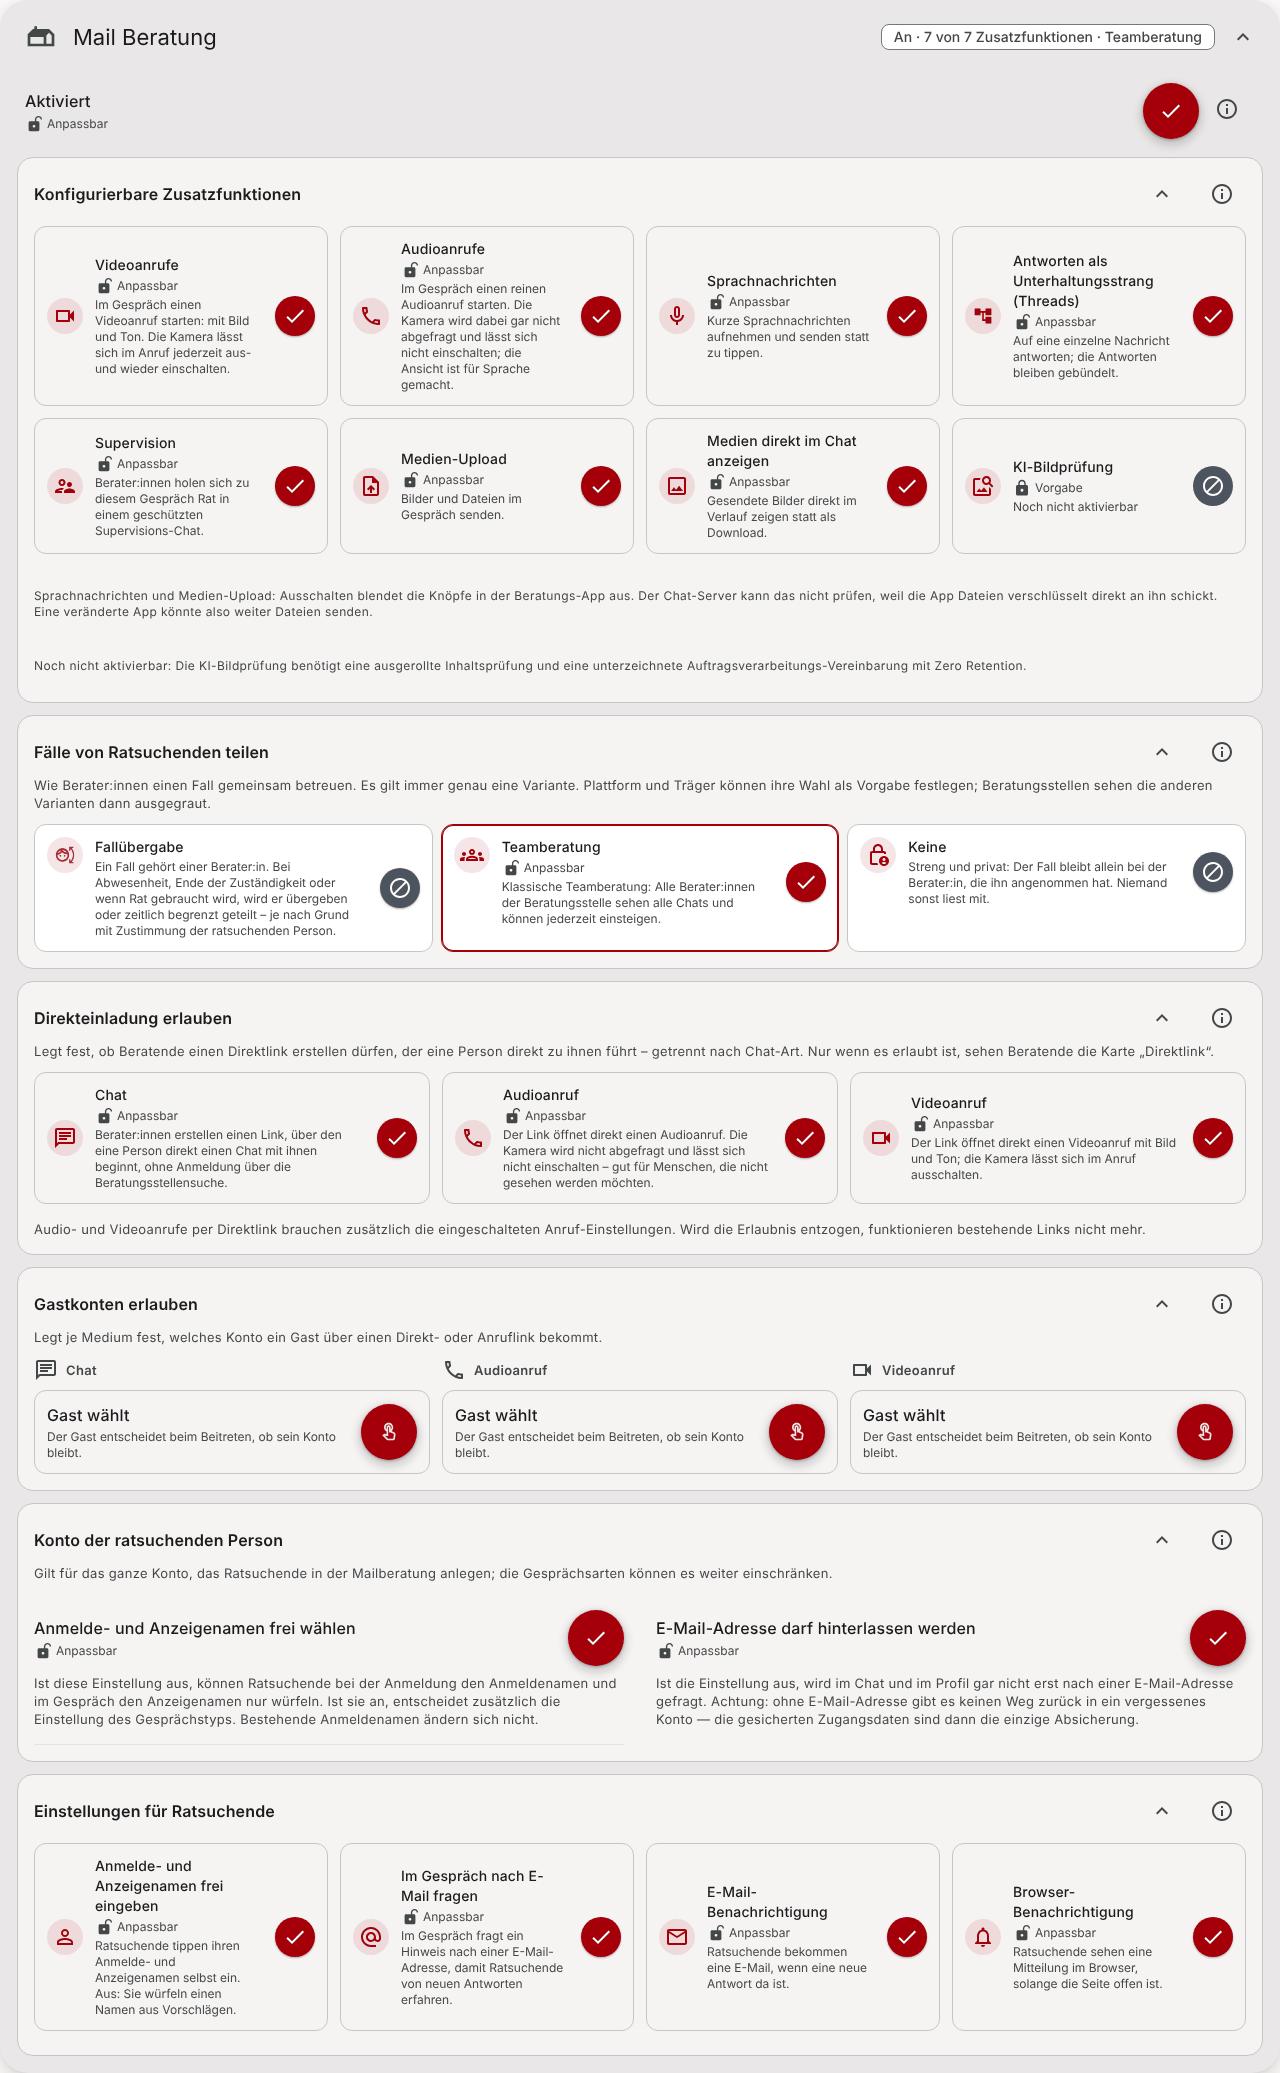 Mail Beratung
An · 7 von 7 Zusatzfunktionen · Teamberatung
Aktiviert
Anpassbar
Konfigurierbare Zusatzfunktionen
Videoanrufe
Anpassbar
Im Gespräch einen
Videoanruf starten: mit Bild
und Ton. Die Kamera lässt
sich im Anruf jederzeit aus-
und wieder einschalten.
Audioanrufe
Anpassbar
Im Gespräch einen reinen
Audioanruf starten. Die
Kamera wird dabei gar nicht
abgefragt und lässt sich
nicht einschalten; die
Ansicht ist für Sprache
gemacht.
Sprachnachrichten
Anpassbar
Kurze Sprachnachrichten
aufnehmen und senden statt
zu tippen.
Antworten als
Unterhaltungsstrang
(Threads)
Anpassbar
Auf eine einzelne Nachricht
antworten; die Antworten
bleiben gebündelt.
Supervision
Anpassbar
Berater:innen holen sich zu
diesem Gespräch Rat in
einem geschützten
Supervisions-Chat.
Medien-Upload
Anpassbar
Bilder und Dateien im
Gespräch senden.
Medien direkt im Chat
anzeigen
Anpassbar
Gesendete Bilder direkt im
Verlauf zeigen statt als
Download.
KI-Bildprüfung
Vorgabe
Noch nicht aktivierbar
Sprachnachrichten und Medien-Upload: Ausschalten blendet die Knöpfe in der Beratungs-App aus. Der Chat-Server kann das nicht prüfen, weil die App Dateien verschlüsselt direkt an ihn schickt.
Eine veränderte App könnte also weiter Dateien senden.
Noch nicht aktivierbar: Die KI-Bildprüfung benötigt eine ausgerollte Inhaltsprüfung und eine unterzeichnete Auftragsverarbeitungs-Vereinbarung mit Zero Retention.
Fälle von Ratsuchenden teilen
Wie Berater:innen einen Fall gemeinsam betreuen. Es gilt immer genau eine Variante. Plattform und Träger können ihre Wahl als Vorgabe festlegen; Beratungsstellen sehen die anderen
Varianten dann ausgegraut.
Fallübergabe
Ein Fall gehört einer Berater:in. Bei
Abwesenheit, Ende der Zuständigkeit oder
wenn Rat gebraucht wird, wird er übergeben
oder zeitlich begrenzt geteilt – je nach Grund
mit Zustimmung der ratsuchenden Person.
Teamberatung
Anpassbar
Klassische Teamberatung: Alle Berater:innen
der Beratungsstelle sehen alle Chats und
können jederzeit einsteigen.
Keine
Streng und privat: Der Fall bleibt allein bei der
Berater:in, die ihn angenommen hat. Niemand
sonst liest mit.
Direkteinladung erlauben
Legt fest, ob Beratende einen Direktlink erstellen dürfen, der eine Person direkt zu ihnen führt – getrennt nach Chat-Art. Nur wenn es erlaubt ist, sehen Beratende die Karte „Direktlink“.
Chat
Anpassbar
Berater:innen erstellen einen Link, über den
eine Person direkt einen Chat mit ihnen
beginnt, ohne Anmeldung über die
Beratungsstellensuche.
Audioanruf
Anpassbar
Der Link öffnet direkt einen Audioanruf. Die
Kamera wird nicht abgefragt und lässt sich
nicht einschalten – gut für Menschen, die nicht
gesehen werden möchten.
Videoanruf
Anpassbar
Der Link öffnet direkt einen Videoanruf mit Bild
und Ton; die Kamera lässt sich im Anruf
ausschalten.
Audio- und Videoanrufe per Direktlink brauchen zusätzlich die eingeschalteten Anruf-Einstellungen. Wird die Erlaubnis entzogen, funktionieren bestehende Links nicht mehr.
Gastkonten erlauben
Legt je Medium fest, welches Konto ein Gast über einen Direkt- oder Anruflink bekommt.
Chat
Gast wählt
Der Gast entscheidet beim Beitreten, ob sein Konto
bleibt.
Audioanruf
Gast wählt
Der Gast entscheidet beim Beitreten, ob sein Konto
bleibt.
Videoanruf
Gast wählt
Der Gast entscheidet beim Beitreten, ob sein Konto
bleibt.
Konto der ratsuchenden Person
Gilt für das ganze Konto, das Ratsuchende in der Mailberatung anlegen; die Gesprächsarten können es weiter einschränken.
Anmelde- und Anzeigenamen frei wählen
Anpassbar
Ist diese Einstellung aus, können Ratsuchende bei der Anmeldung den Anmeldenamen und
im Gespräch den Anzeigenamen nur würfeln. Ist sie an, entscheidet zusätzlich die
Einstellung des Gesprächstyps. Bestehende Anmeldenamen ändern sich nicht.
E-Mail-Adresse darf hinterlassen werden
Anpassbar
Ist die Einstellung aus, wird im Chat und im Profil gar nicht erst nach einer E-Mail-Adresse
gefragt. Achtung: ohne E-Mail-Adresse gibt es keinen Weg zurück in ein vergessenes
Konto — die gesicherten Zugangsdaten sind dann die einzige Absicherung.
Einstellungen für Ratsuchende
Anmelde- und
Anzeigenamen frei
eingeben
Anpassbar
Ratsuchende tippen ihren
Anmelde- und
Anzeigenamen selbst ein.
Aus: Sie würfeln einen
Namen aus Vorschlägen.
Im Gespräch nach E-
Mail fragen
Anpassbar
Im Gespräch fragt ein
Hinweis nach einer E-Mail-
Adresse, damit Ratsuchende
von neuen Antworten
erfahren.
E-Mail-
Benachrichtigung
Anpassbar
Ratsuchende bekommen
eine E-Mail, wenn eine neue
Antwort da ist.
Browser-
Benachrichtigung
Anpassbar
Ratsuchende sehen eine
Mitteilung im Browser,
solange die Seite offen ist.